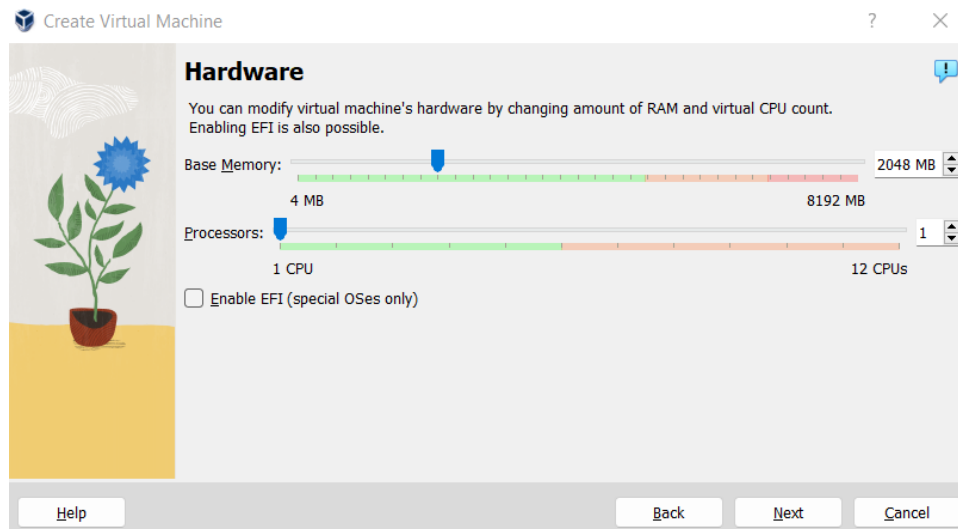 Create Virtual Machine
?
Hardware
You can modify virtual machine's hardware by changing amount of RAM and virtual CPU count.
Enabling EFI is also possible.
Base Memory: 2048 MB
4 MB 8192 MB
Processors: 1
1 CPU 12 CPUs
Enable EFI (special OSes only)
Help Back Next Cancel